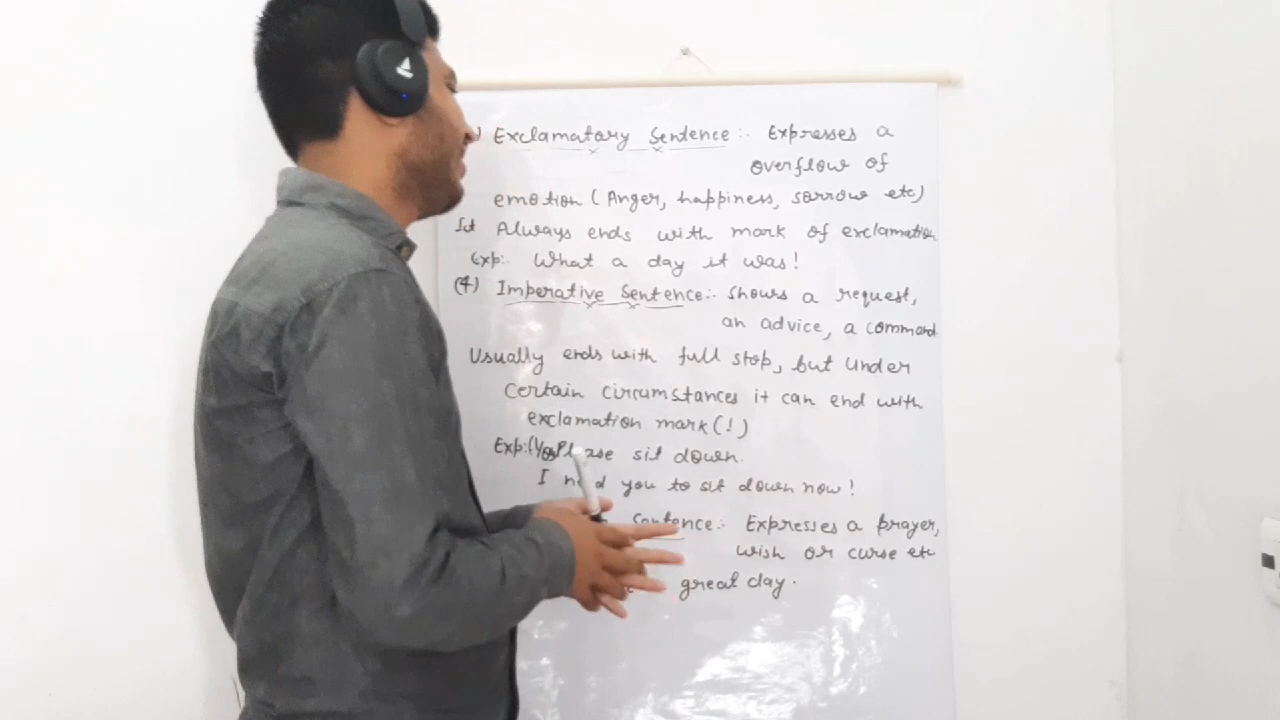 ) Exclamatory Sentence:- Expresses a
overflow of
emotion (Anger, happiness, sorrow etc)
It Always ends with mark of exclamation
Exp:- What a day it was!
(4) Imperative Sentence:- Shows a request,
an advice, a command
Usually ends with full stop, but under
certain circumstances it can end with
exclamation mark (!)
Exp: Please sit down.
I need you to sit down now!
Sentence:- Expresses a prayer,
wish or curse etc
great day.